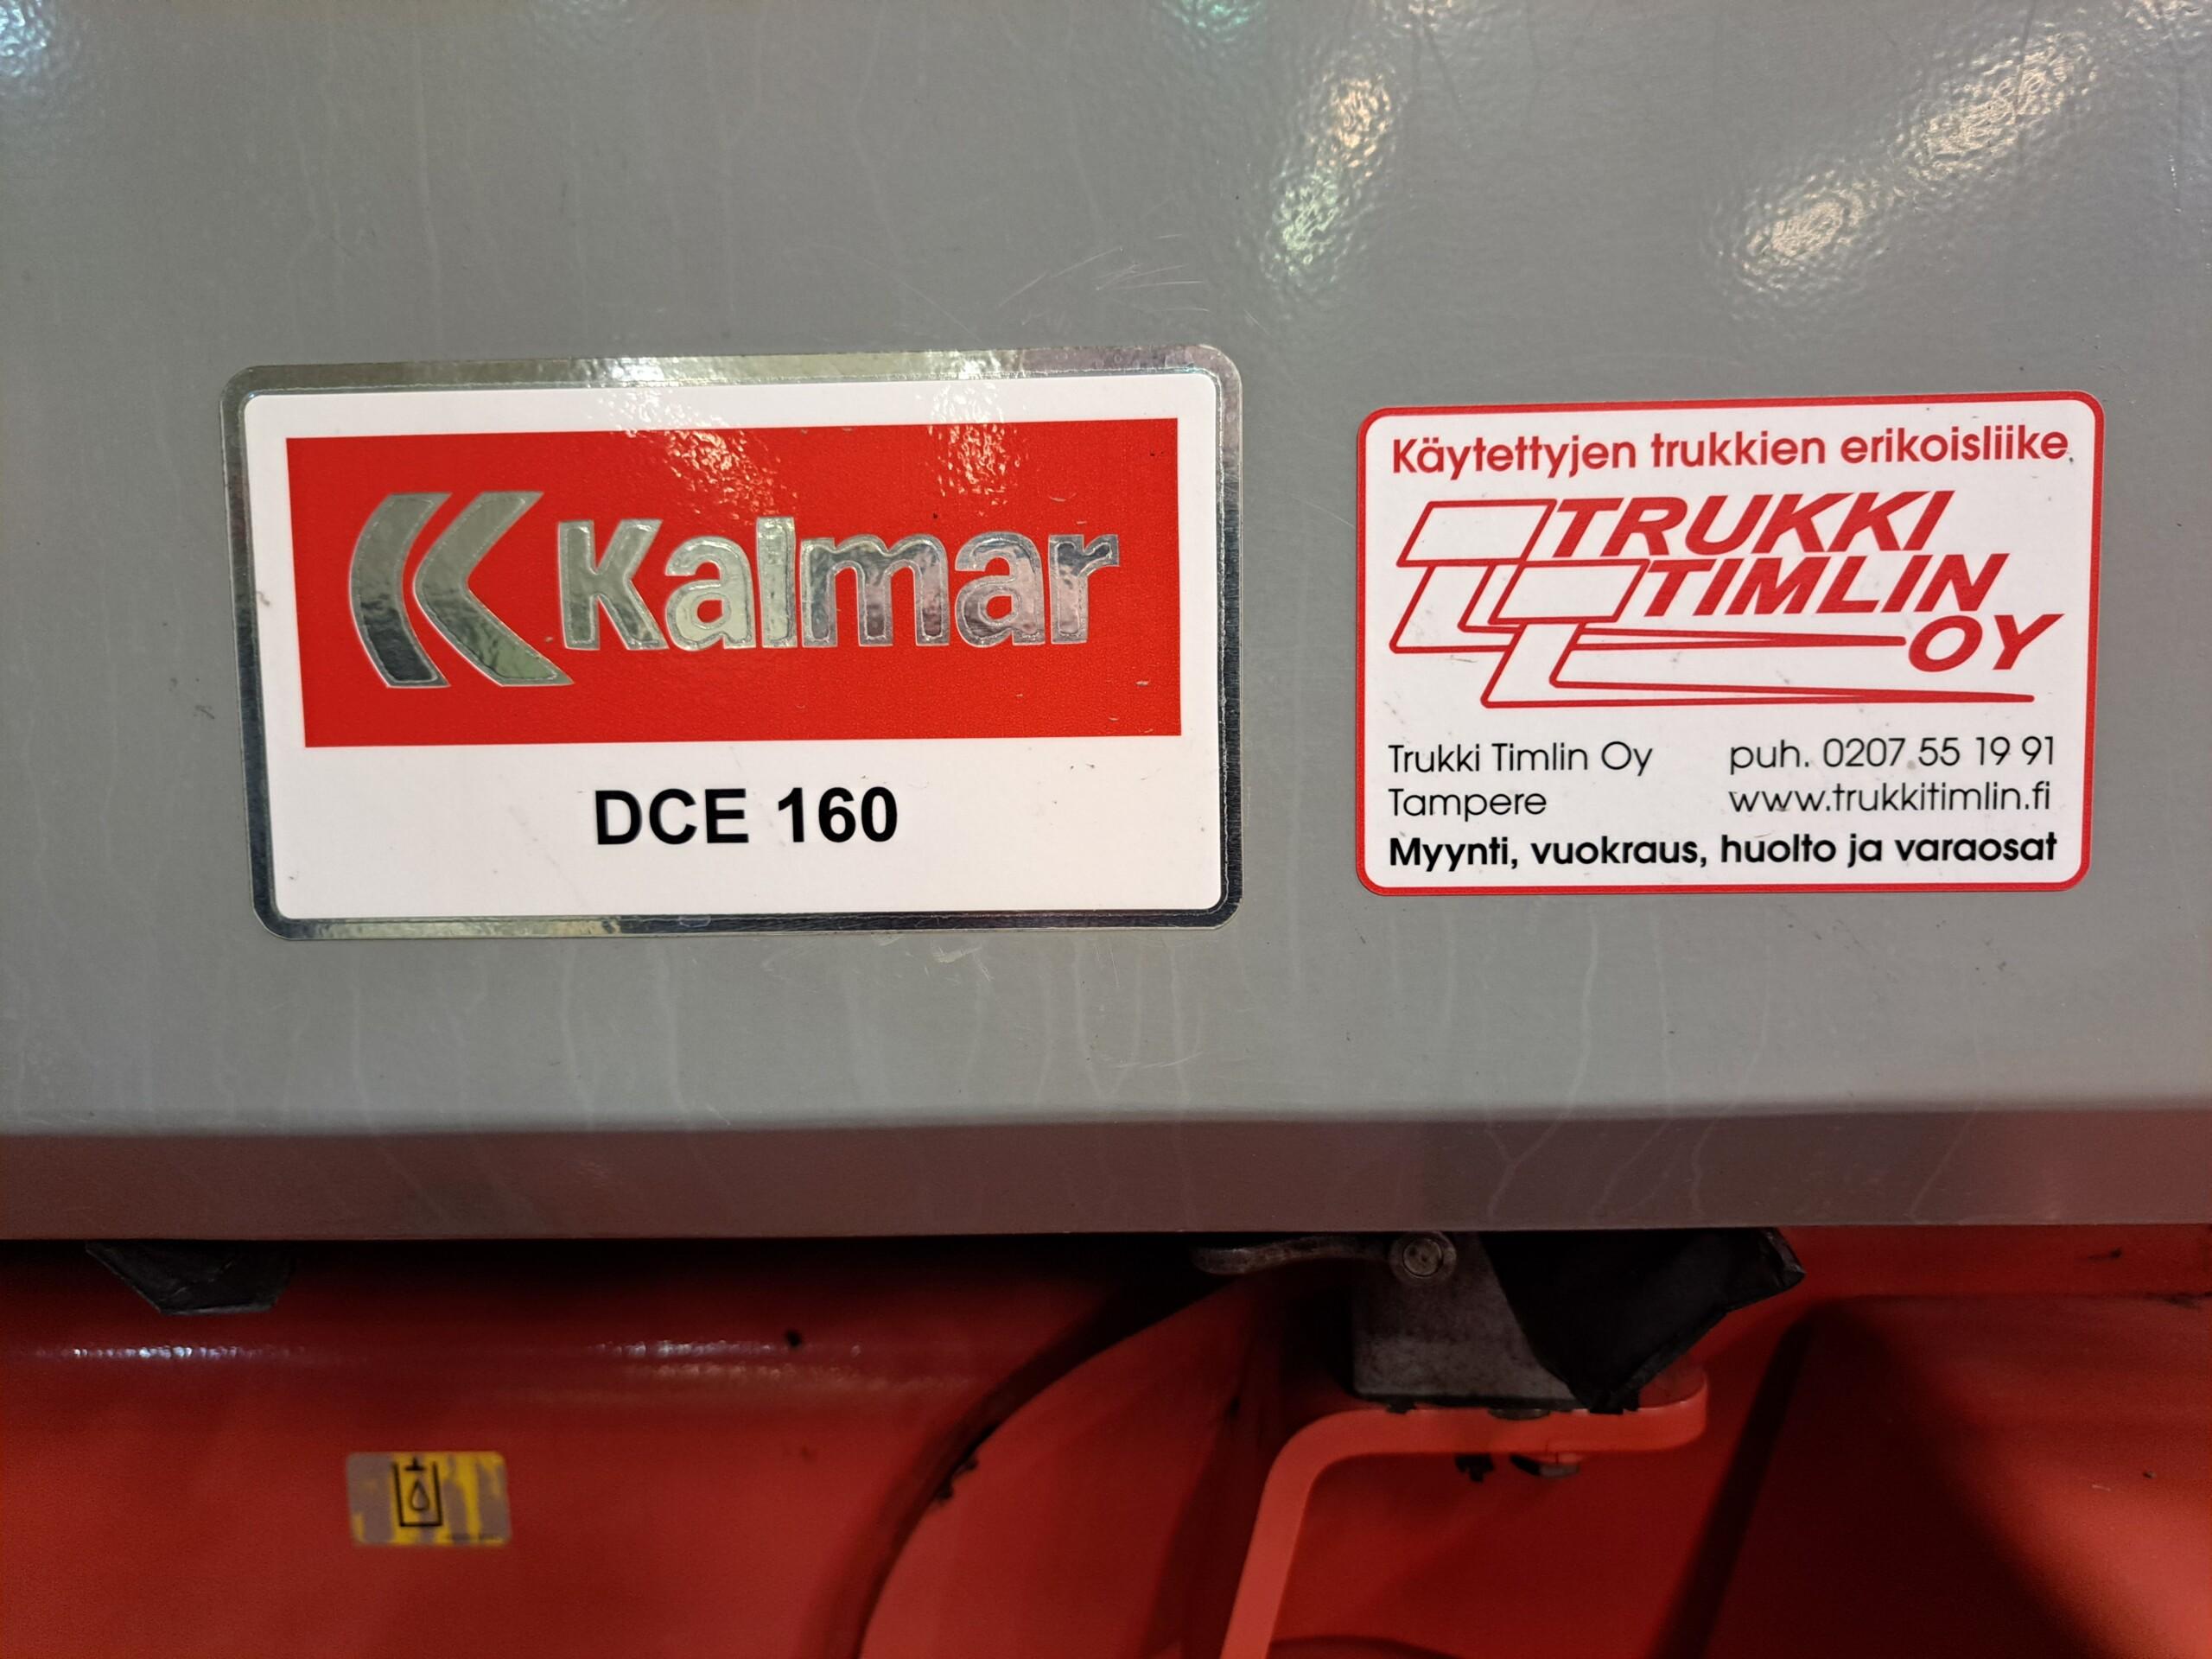 Kalmar
DCE 160
Käytettyjen trukkien erikoisliike
TRUKKI
TIMLIN
OY
Trukki Timlin Oy puh. 0207 55 19 91
Tampere www.trukkitimlin.fi
Myynti, vuokraus, huolto ja varaosat